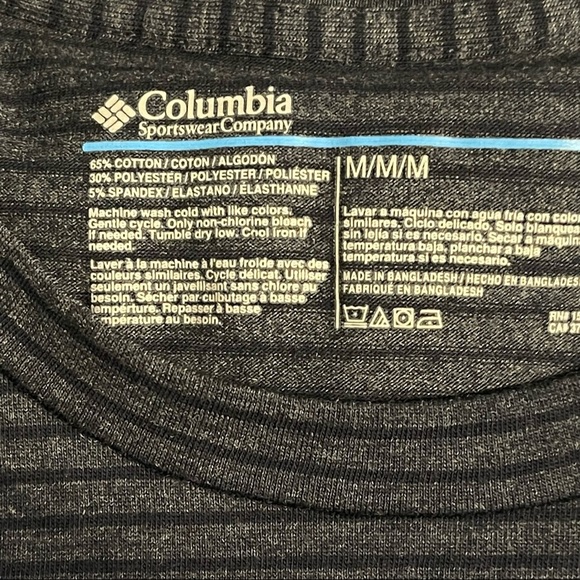 Columbia
Sportswear Company
65% COTTON / COTON / ALGODÓN
30% POLYESTER / POLYESTER / POLIÉSTER
5% SPANDEX / ELASTANO / ÉLASTHANNE
Machine wash cold with like colors.
Gentle cycle. Only non-chlorine bleach
if needed. Tumble dry low. Cool iron if
needed.
Laver à la machine à l'eau froide avec des
couleurs similaires. Cycle délicat. Utiliser
seulement un javellisant sans chlore au
besoin. Sécher par culbutage à basse
température. Repasser à basse
température au besoin.
M/M/M
Lavar a máquina con agua fría con
similares. Ciclo delicado. Solo
sin lejía si es necesario. Secar a
temperatura baja, planchar a baja
temperatura si es necesario.
MADE IN BANGLADESH / HECHO EN
FABRIQUÉ EN BANGLADESH
RN#
CA#